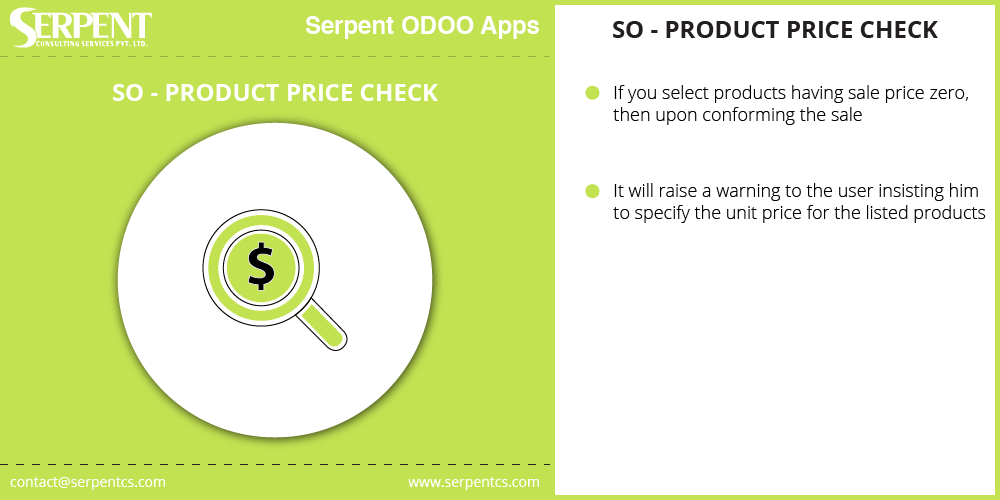 SERPENT
CONSULTING SERVICES PVT. LTD.
Serpent ODOO Apps
SO - PRODUCT PRICE CHECK
$
contact@serpentcs.com
www.serpentcs.com
SO - PRODUCT PRICE CHECK
If you select products having sale price zero,
then upon conforming the sale
It will raise a warning to the user insisting him
to specify the unit price for the listed products